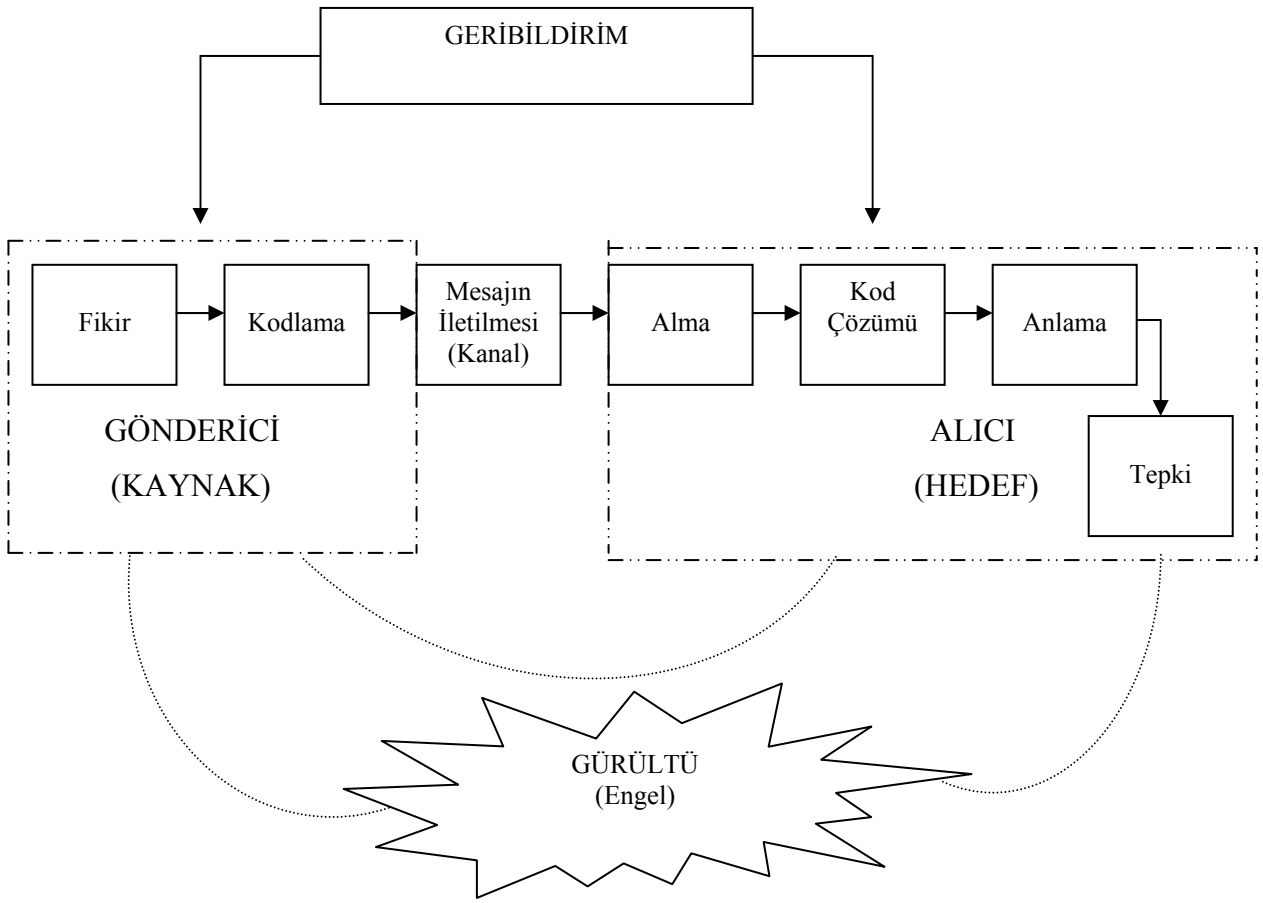 GERİBİLDİRİM
Fikir
Kodlama
Mesajın
İletilmesi
(Kanal)
Alma
Kod
Çözümü
Anlama
GÖNDERİCİ
(KAYNAK)
ALICI
(HEDEF)
Tepki
GÜRÜLTÜ
(Engel)